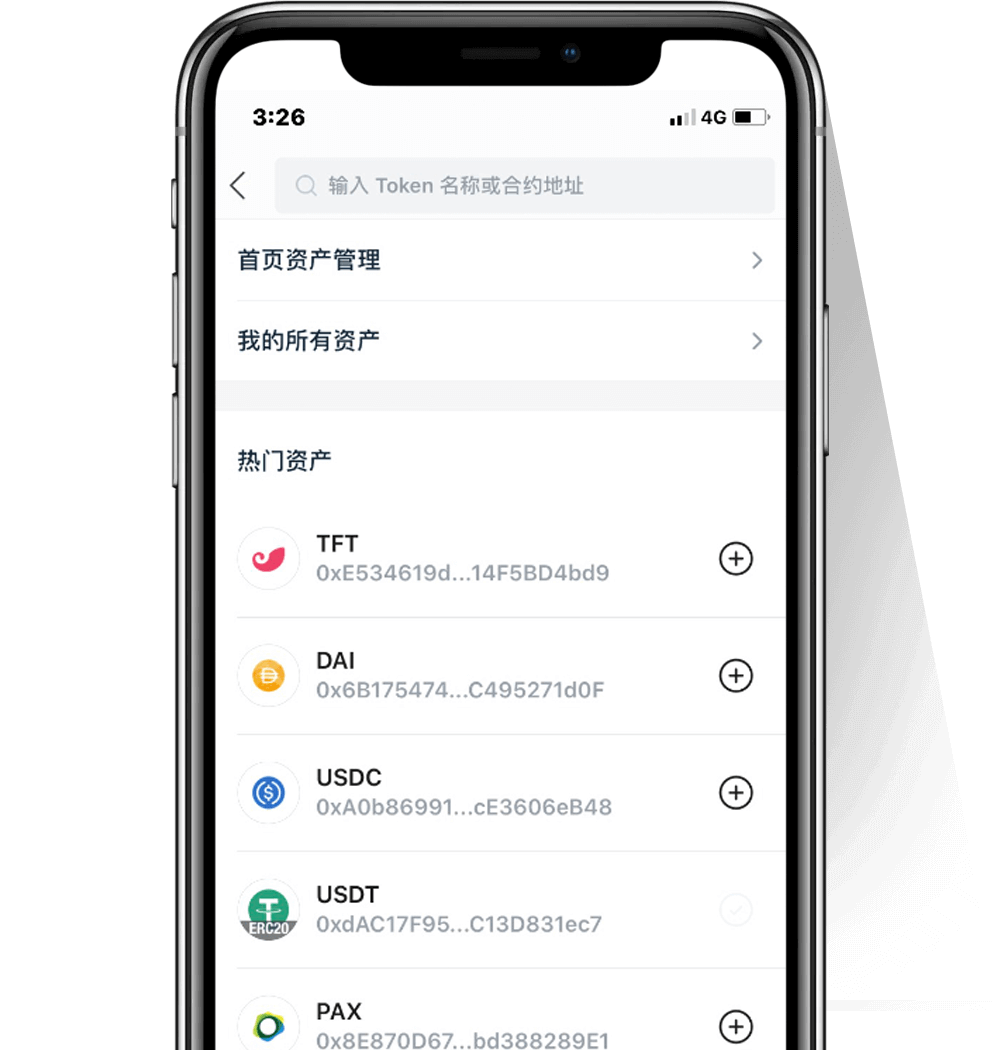 3:26
4G
输入 Token 名称或合约地址
首页资产管理
我的所有资产
热门资产
TFT
0xE534619d...14F5BD4bd9
DAI
0x6B175474...C495271d0F
USDC
0xA0b86991...cE3606eB48
USDT
ERC20
0xdAC17F95...C13D831ec7
PAX
0x8E870D67...bd388289E1